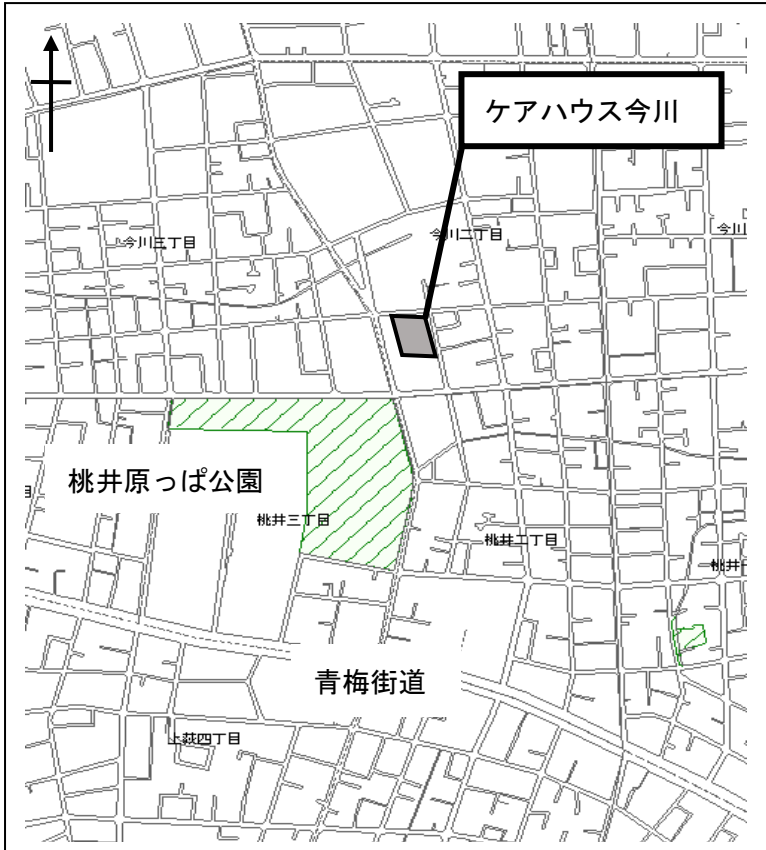 ケアハウス今川
今川三丁目
今川二丁目
今川
桃井原っぱ公園
桃井三丁目
桃井二丁目
桃井
青梅街道
上荻四丁目